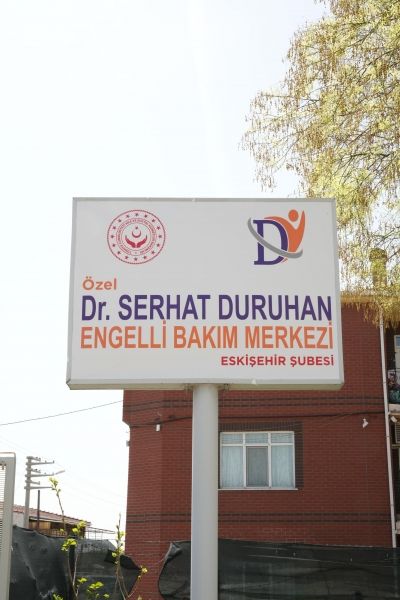 D
Özel
Dr. SERHAT DURUHAN
ENGELLİ BAKIM MERKEZİ
ESKİŞEHİR ŞUBESİ